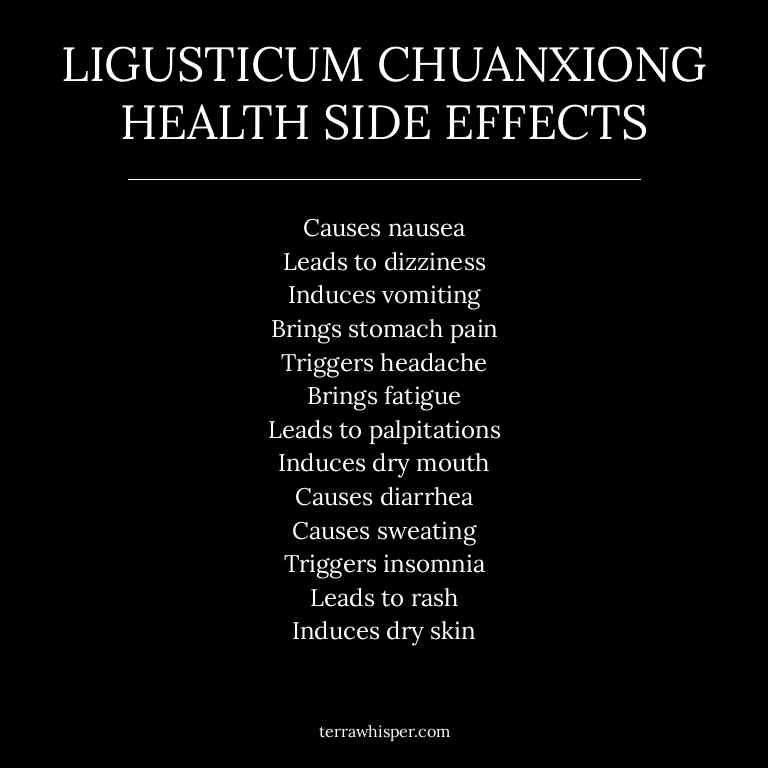 LIGUSTICUM CHUANXIONG
HEALTH SIDE EFFECTS
Causes nausea
Leads to dizziness
Induces vomiting
Brings stomach pain
Triggers headache
Brings fatigue
Leads to palpitations
Induces dry mouth
Causes diarrhea
Causes sweating
Triggers insomnia
Leads to rash
Induces dry skin
terrawhisper.com